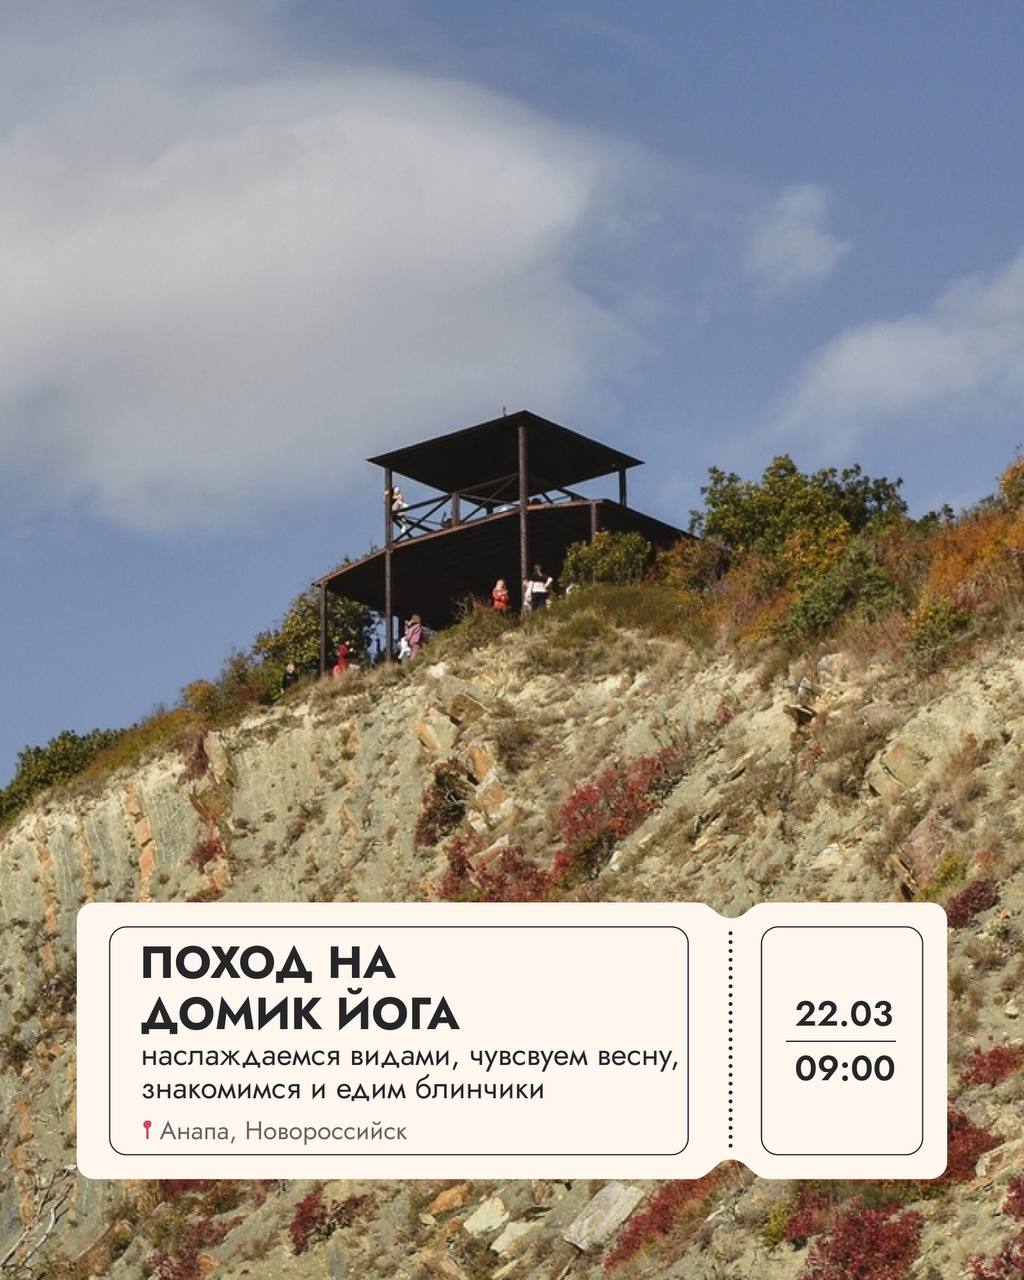 ПОХОД НА
ДОМИК ЙОГА
наслаждаемся видами, чувсвуем весну,
знакомимся и едим блинчики
Анапа, Новороссийск
22.03
09:00